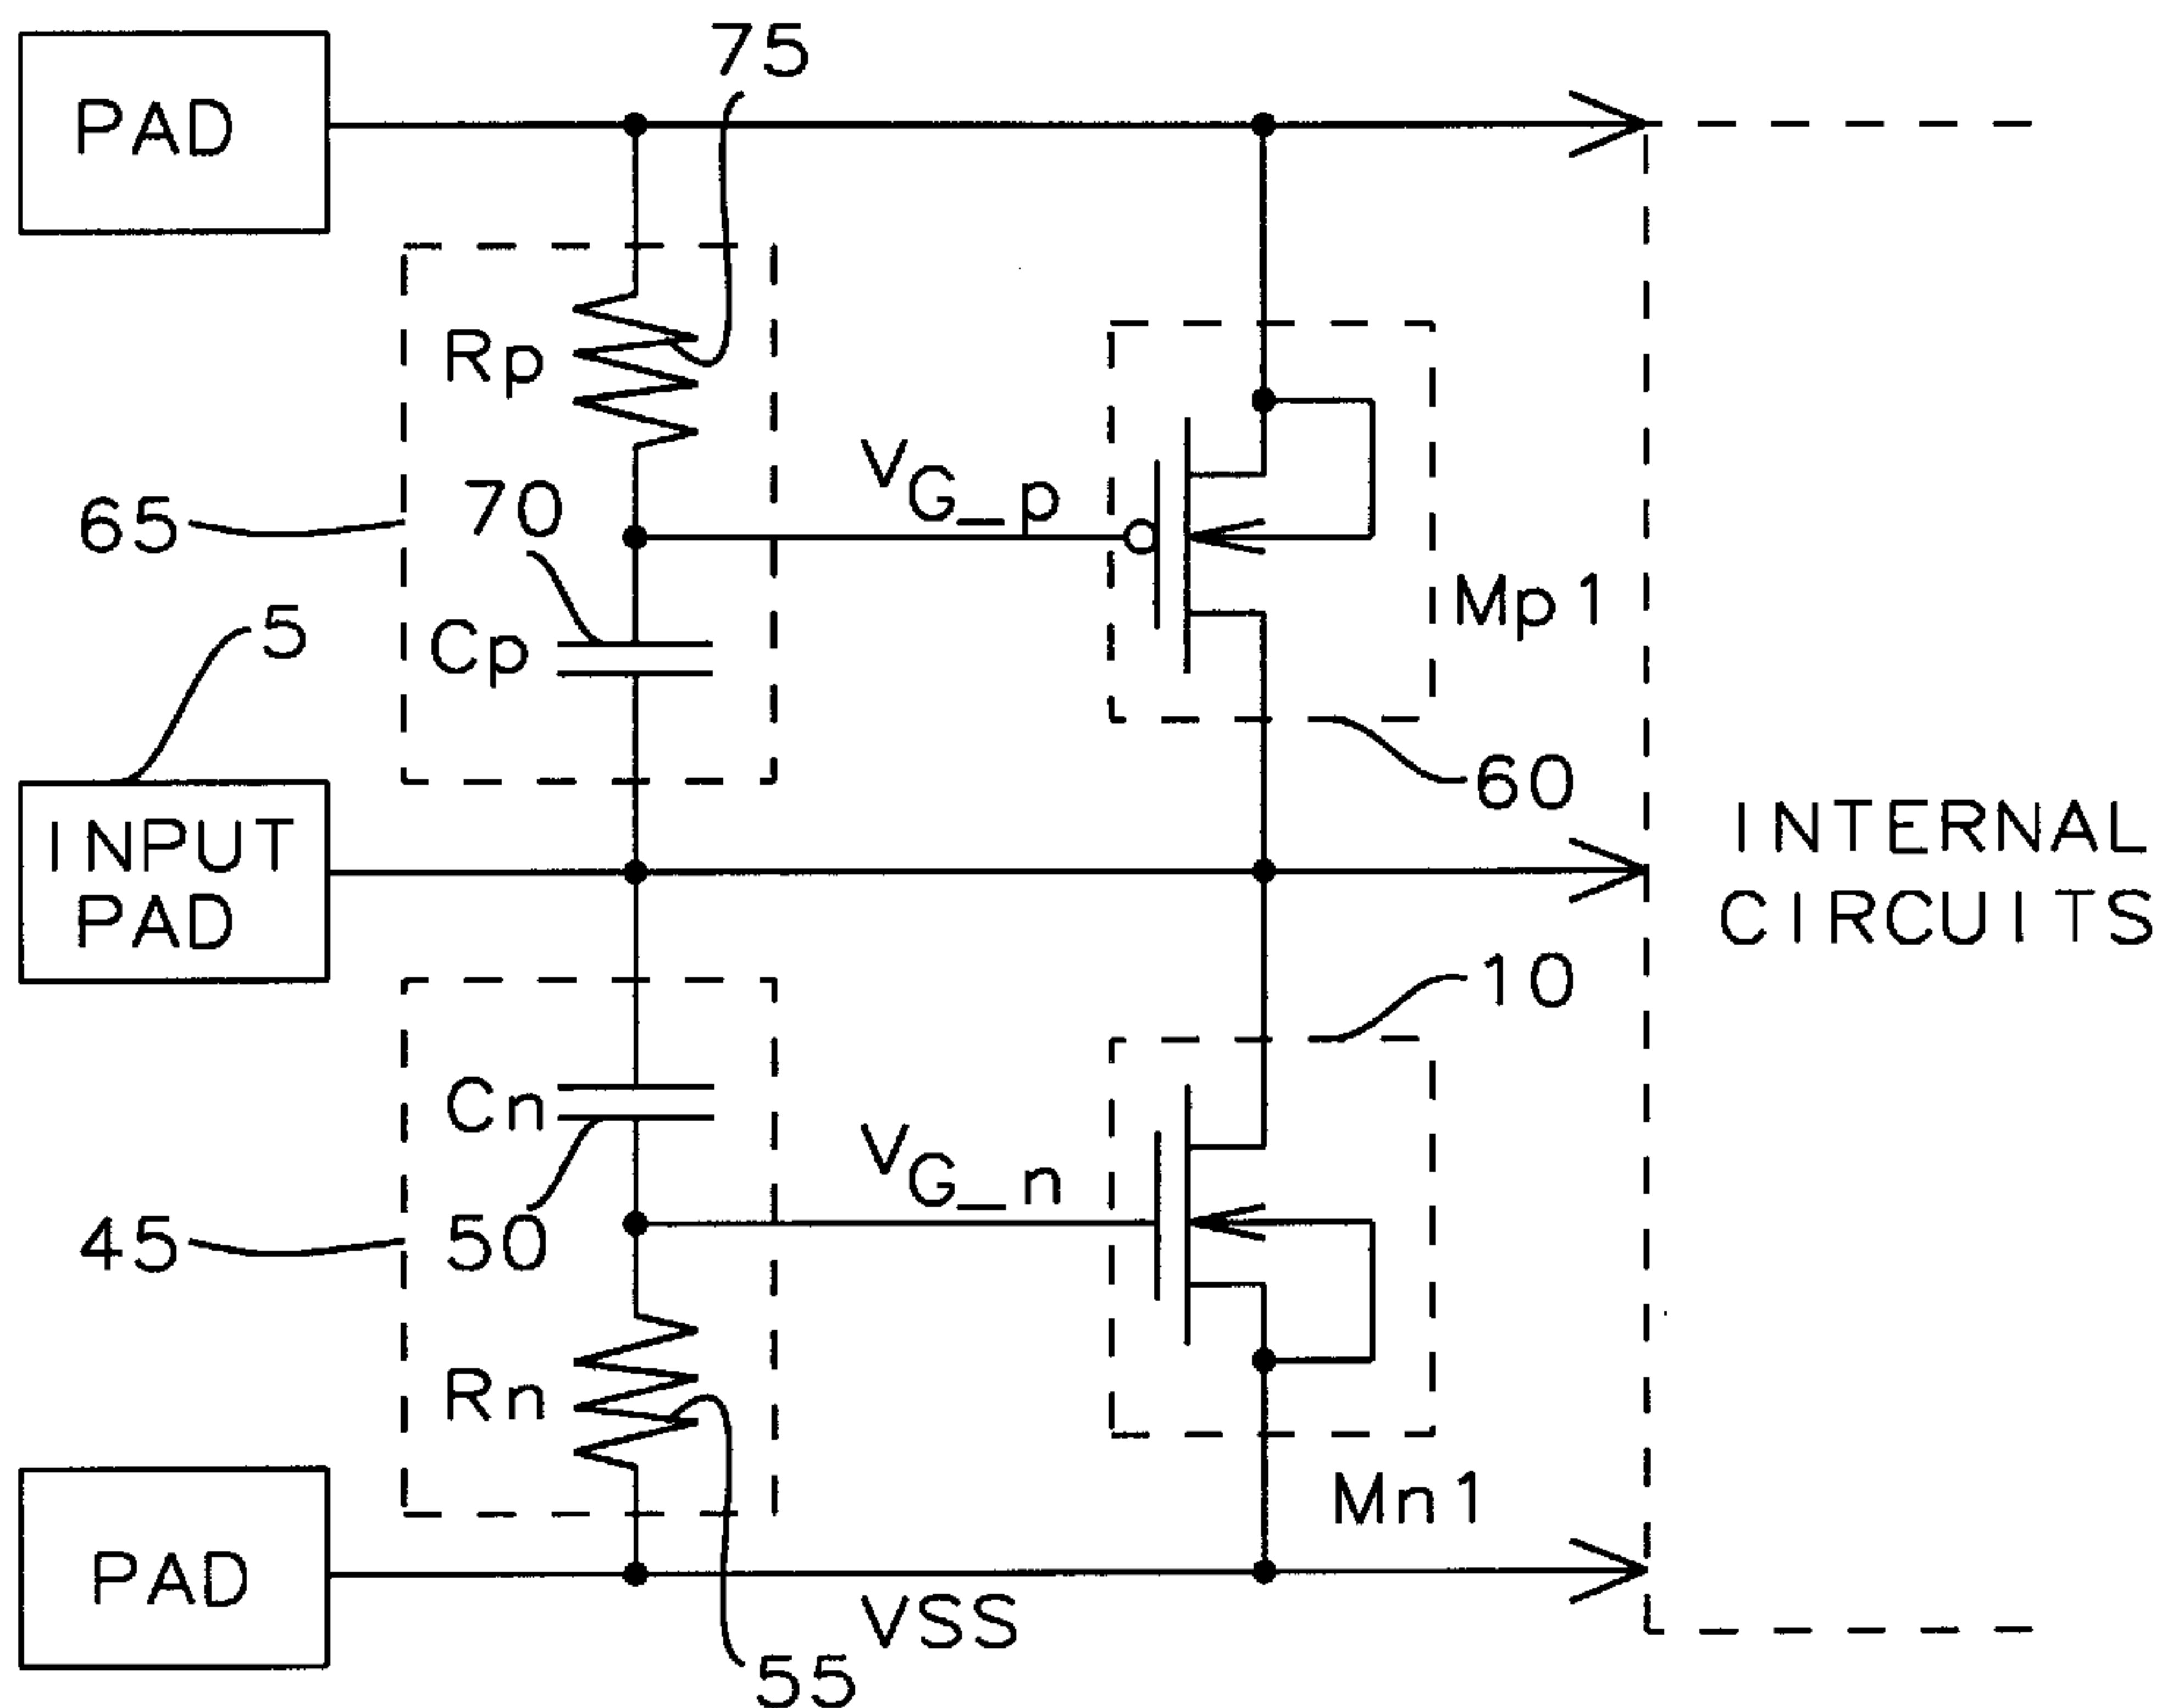 75
PAD
Rp
VG_p
65
70
Mp1
5
Cp
60
INPUT
PAD
INTERNAL
CIRCUITS
10
Cn
VG_n
45
50
Rn
Mn1
PAD
VSS
55